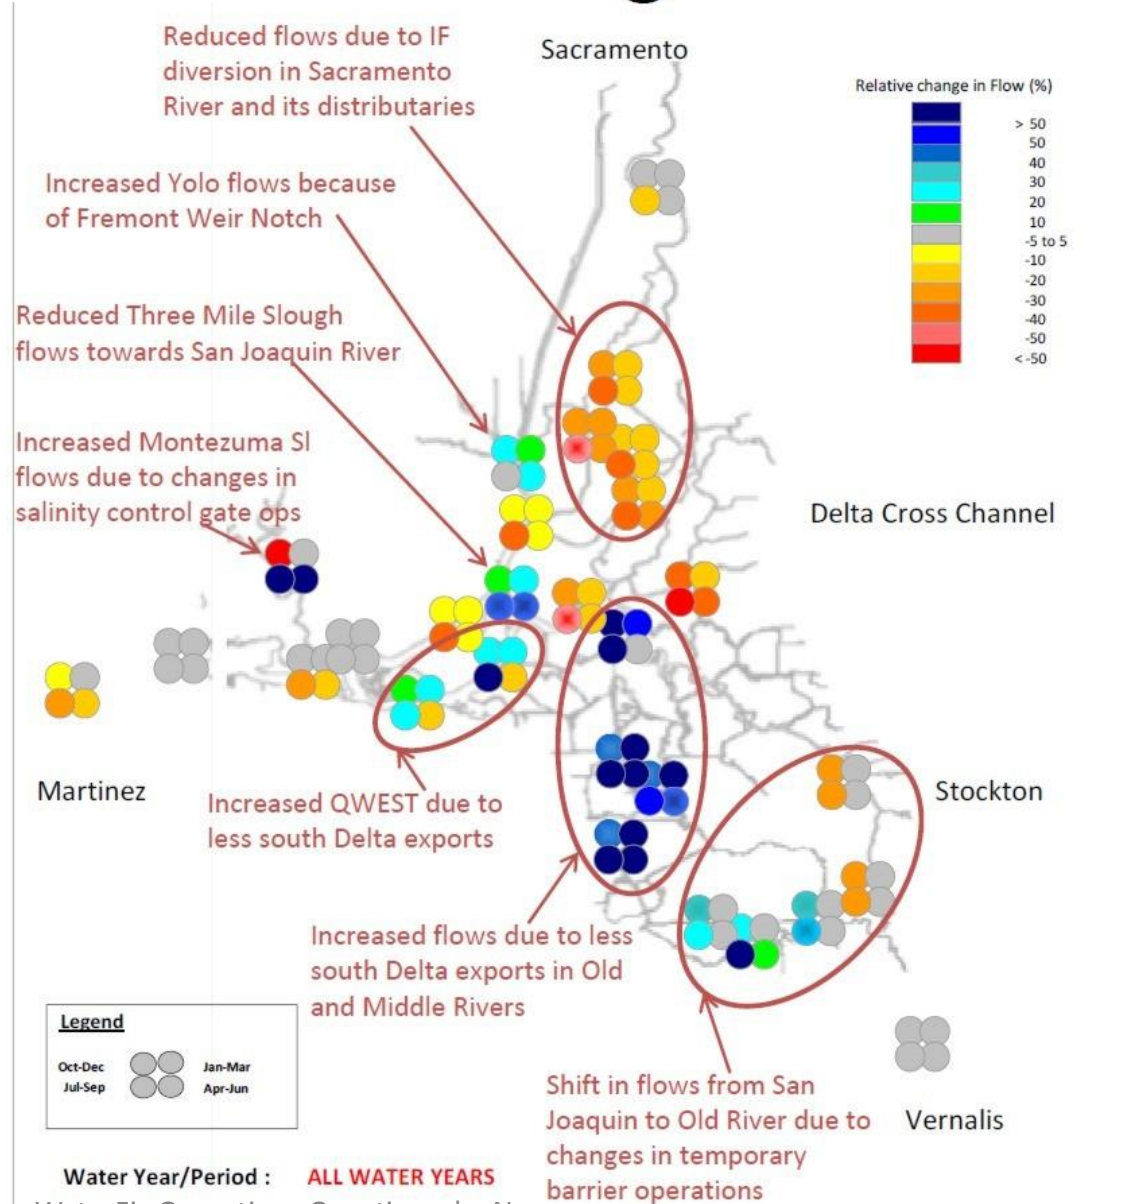 Reduced flows due to IF
diversion in Sacramento
River and its distributaries
Sacramento
Relative change in Flow (%)
> 50
50
40
30
20
10
-5 to 5
-10
-20
-30
-40
-50
< -50
Increased Yolo flows because
of Fremont Weir Notch
Reduced Three Mile Slough
flows towards San Joaquin River
Increased Montezuma Sl
flows due to changes in
salinity control gate ops
Delta Cross Channel
Martinez
Stockton
Increased QWEST due to
less south Delta exports
Increased flows due to less
south Delta exports in Old
and Middle Rivers
Legend
Oct-Dec Jan-Mar
Jul-Sep Apr-Jun
Shift in flows from San
Joaquin to Old River due to
changes in temporary
barrier operations
Vernalis
Water Year/Period : ALL WATER YEARS